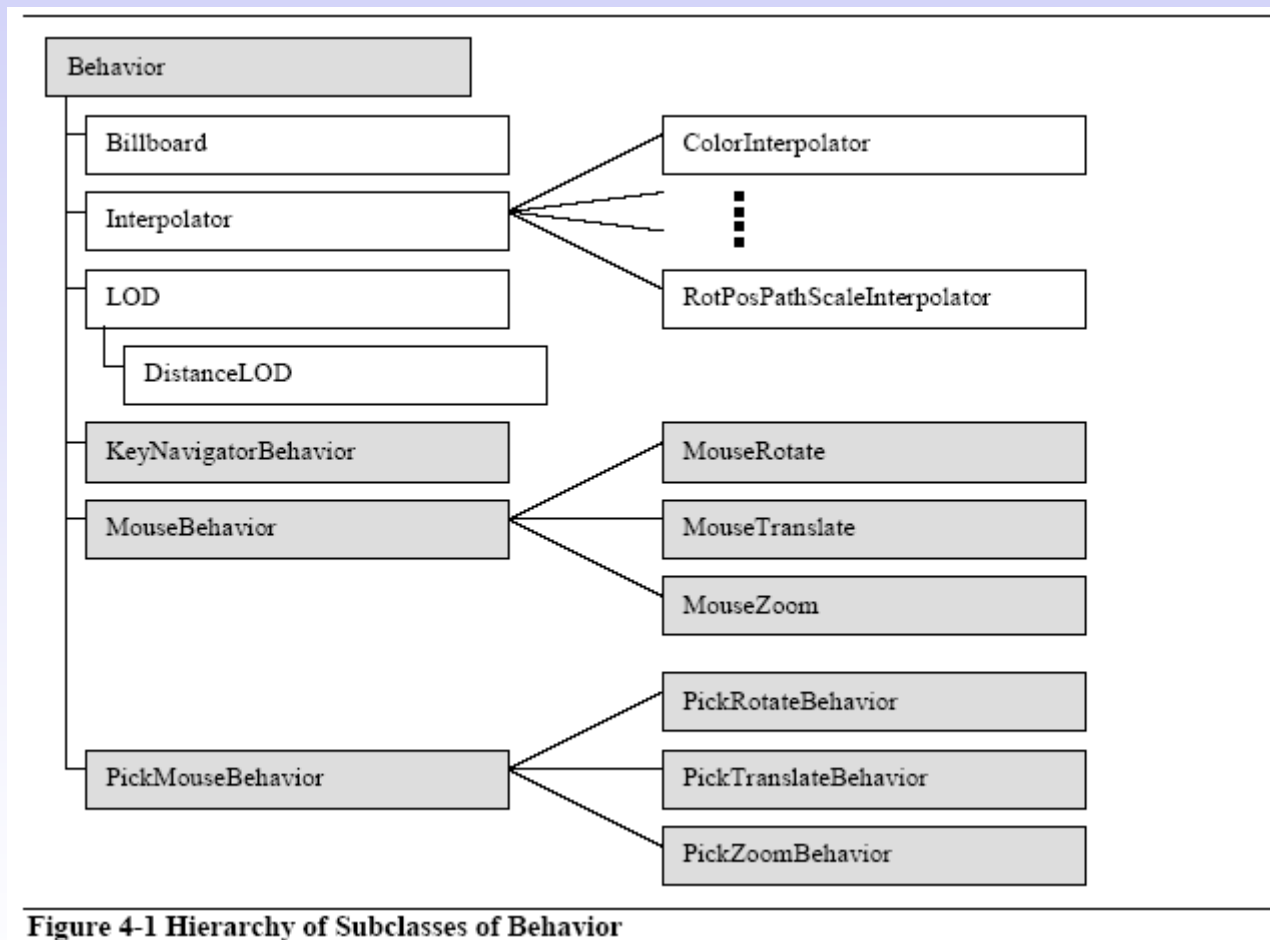 Behavior
Billboard
ColorInterpolator
Interpolator
LOD
RotPosPathScaleInterpolator
DistanceLOD
KeyNavigatorBehavior
MouseRotate
MouseBehavior
MouseTranslate
MouseZoom
PickRotateBehavior
PickMouseBehavior
PickTranslateBehavior
PickZoomBehavior
Figure 4-1 Hierarchy of Subclasses of Behavior